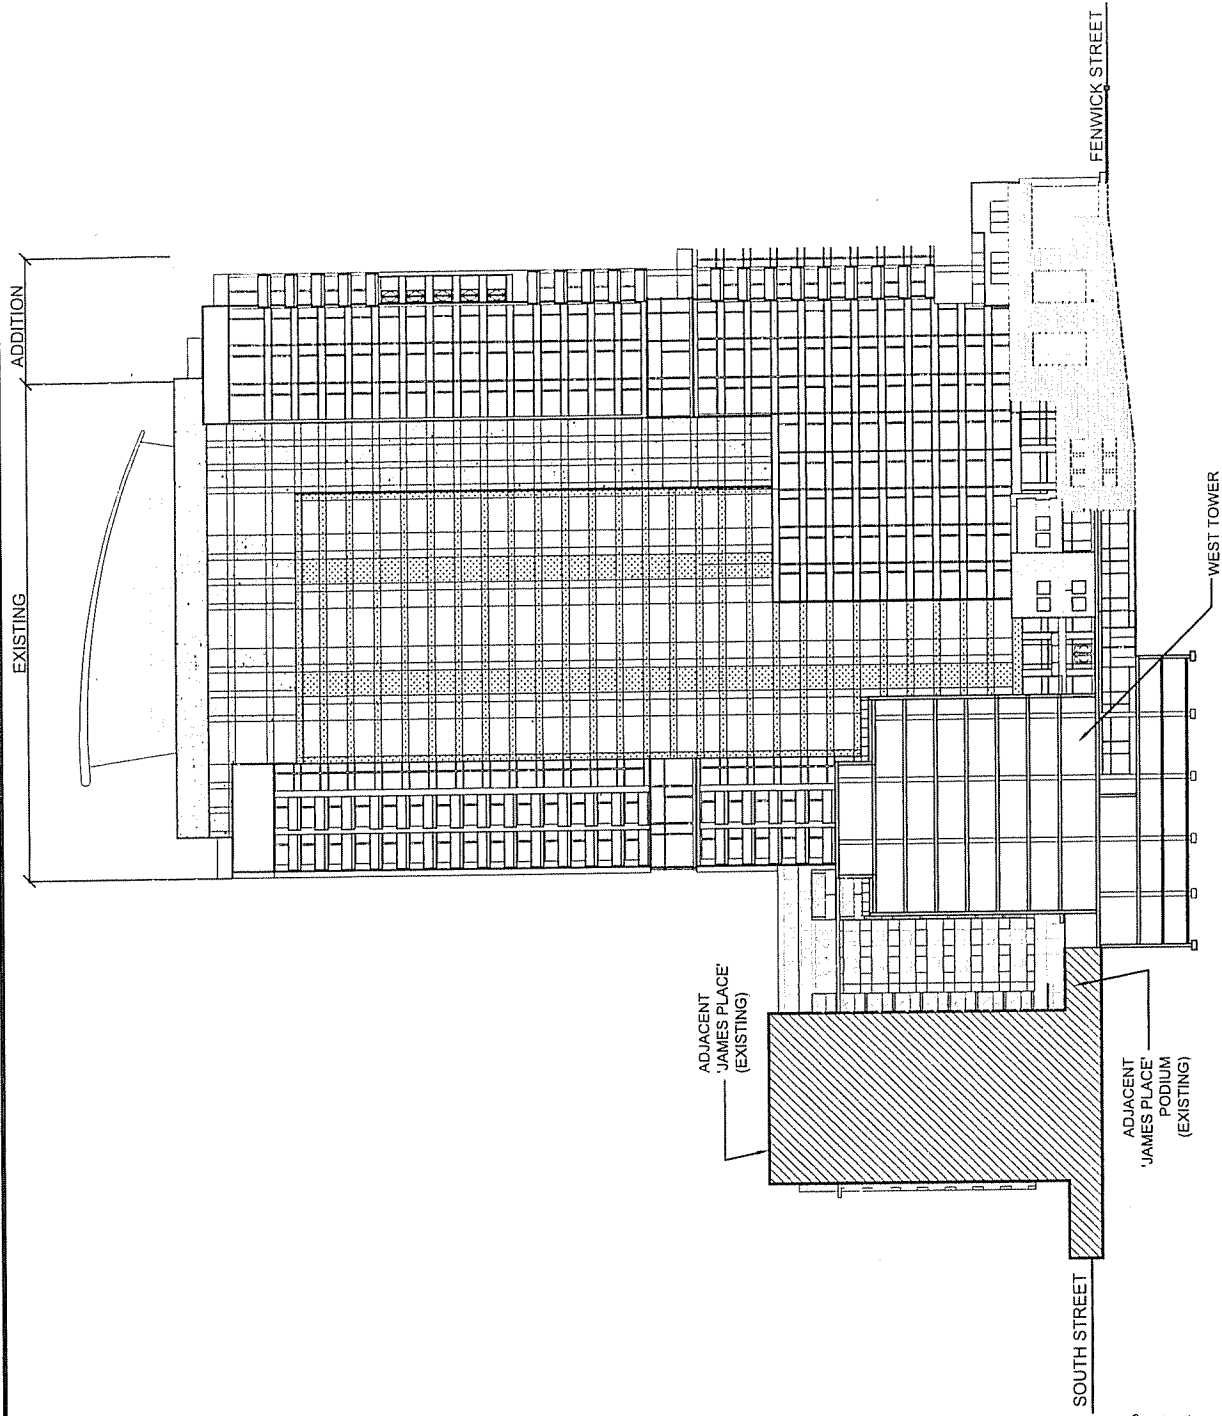 EXISTING
ADDITION
ADJACENT
'JAMES PLACE'
(EXISTING)
ADJACENT
'JAMES PLACE'
PODIUM
(EXISTING)
SOUTH STREET
WEST TOWER
FENWICK STREET